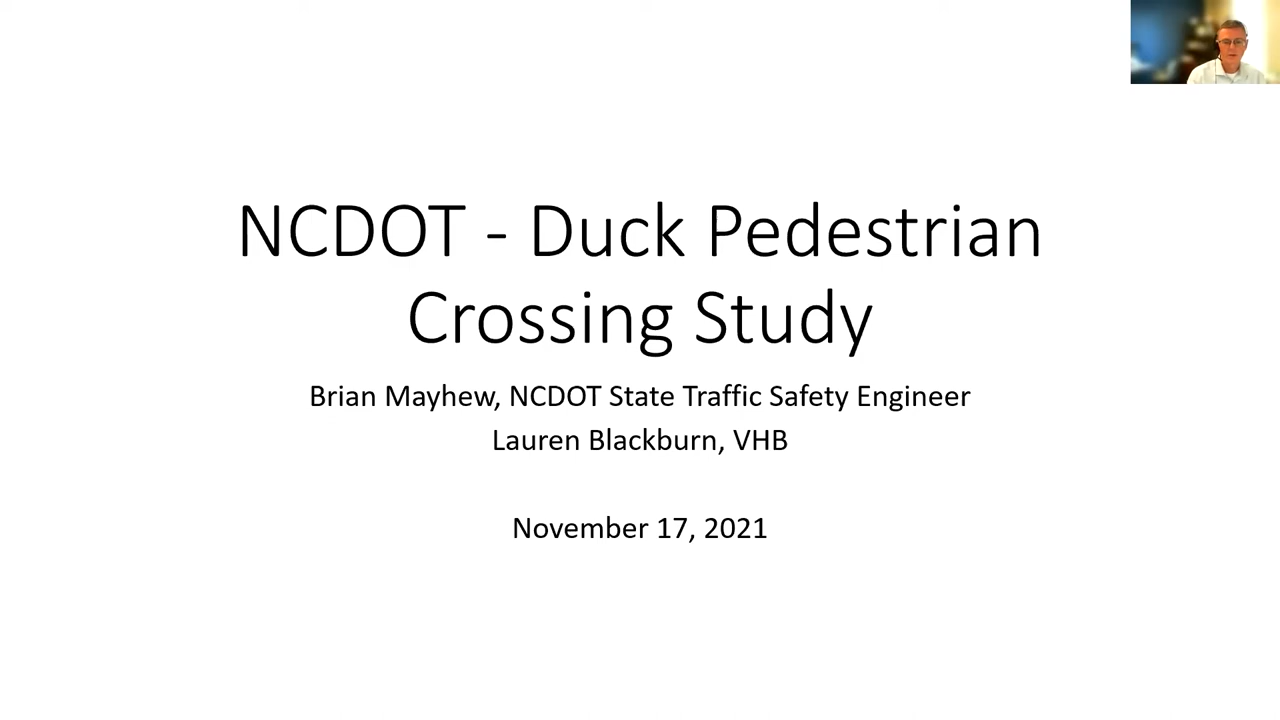 NCDOT - Duck Pedestrian
Crossing Study
Brian Mayhew, NCDOT State Traffic Safety Engineer
Lauren Blackburn, VHB
November 17, 2021